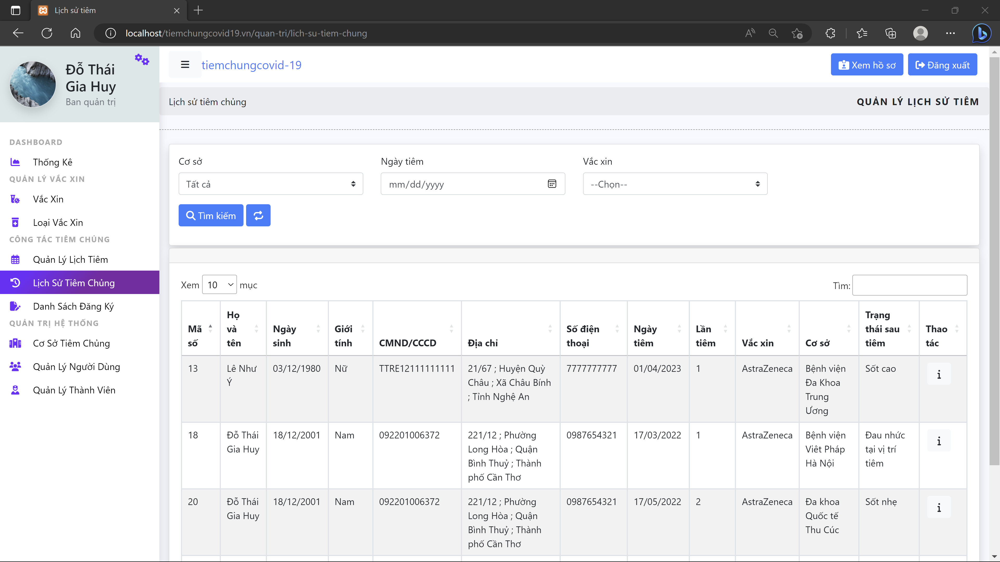 Lịch sử tiêm
localhost/tiemchungcovid19.vn/quan-tri/lich-su-tiem-chung
Đỗ Thái
Gia Huy
Ban quản trị
DASHBOARD
Thống Kê
QUẢN LÝ VẮC XIN
Vắc Xin
Loại Vắc Xin
CÔNG TÁC TIÊM CHỦNG
Quản Lý Lịch Tiêm
Lịch Sử Tiêm Chủng
Danh Sách Đăng Ký
QUẢN TRỊ HỆ THỐNG
Cơ Sở Tiêm Chủng
Quản Lý Người Dùng
Quản Lý Thành Viên
tiemchungcovid-19
Xem hồ sơ
Đăng xuất
Lịch sử tiêm chủng
QUẢN LÝ LỊCH SỬ TIÊM
Cơ sở
Ngày tiêm
Vắc xin
Tất cả
mm/dd/yyyy
--Chọn--
Tìm kiếm
Xem 10 mục
Tìm:
Mã
số
Họ
và
tên
Ngày
sinh
Giới
tính
CMND/CCCD
Địa chỉ
Số điện
thoại
Ngày
tiêm
Lần
tiêm
Vắc xin
Cơ sở
Trạng
thái sau
tiêm
Thao
tác
13
Lê Như
Ý
03/12/1980
Nữ
TTRE12111111111
21/67 ; Huyện Quỳ
Châu ; Xã Châu Bính
; Tỉnh Nghệ An
7777777777
01/04/2023
1
AstraZeneca
Bệnh viện
Đa Khoa
Trung
Ương
Sốt cao
18
Đỗ Thái
Gia Huy
18/12/2001
Nam
092201006372
221/12 ; Phường
Long Hòa ; Quận
Bình Thuỷ ; Thành
phố Cần Thơ
0987654321
17/03/2022
1
AstraZeneca
Bệnh viện
Viêt Pháp
Hà Nội
Đau nhức
tại vị trí
tiêm
20
Đỗ Thái
Gia Huy
18/12/2001
Nam
092201006372
221/12 ; Phường
Long Hòa ; Quận
Bình Thuỷ ; Thành
phố Cần Thơ
0987654321
17/05/2022
2
AstraZeneca
Đa khoa
Quốc tế
Thu Cúc
Sốt nhẹ